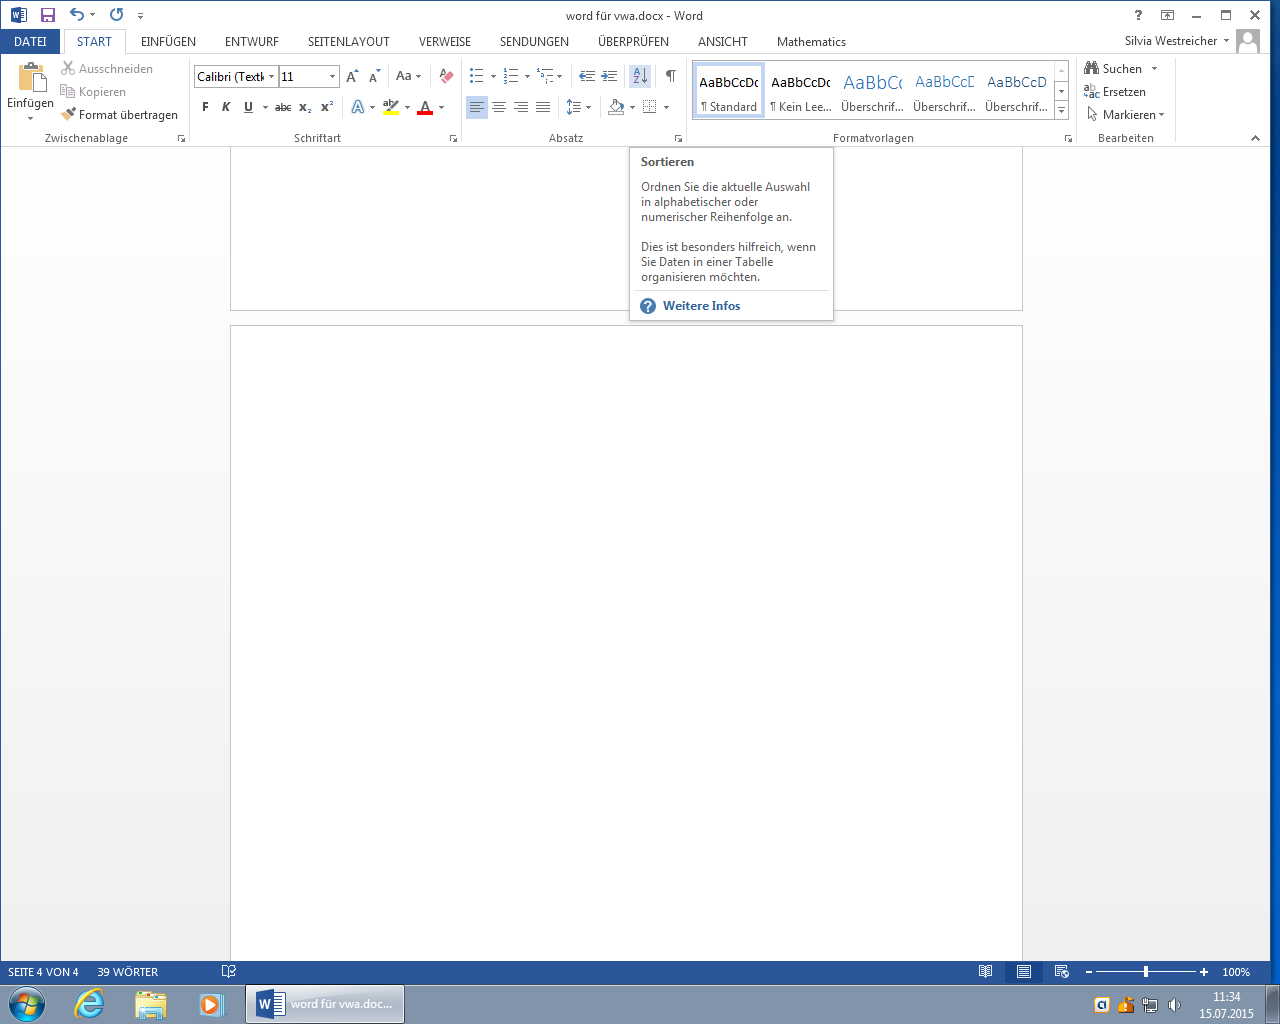 word für vwa.docx - Word
DATEI START EINFÜGEN ENTWURF SEITENLAYOUT VERWEISE SENDUNGEN ÜBERPRÜFEN ANSICHT Mathematics Silvia Westreicher
Einfügen
Ausschneiden
Kopieren
Format übertragen
Zwischenablage
Calibri (Textk 11
Aa
F K U abc x₂ x² A ab A
Schriftart
A Z
¶
Absatz
AaBbCcDc AaBbCcDc AaBbCc AaBbCcD AaBbCcD
¶ Standard ¶ Kein Lee... Überschrif... Überschrif... Überschrif...
Formatvorlagen
Suchen
Ersetzen
Markieren
Bearbeiten
Sortieren
Ordnen Sie die aktuelle Auswahl
in alphabetischer oder
numerischer Reihenfolge an.
Dies ist besonders hilfreich, wenn
Sie Daten in einer Tabelle
organisieren möchten.
Weitere Infos
SEITE 4 VON 4 39 WÖRTER 100%
word für vwa.doc...
11:34
15.07.2015